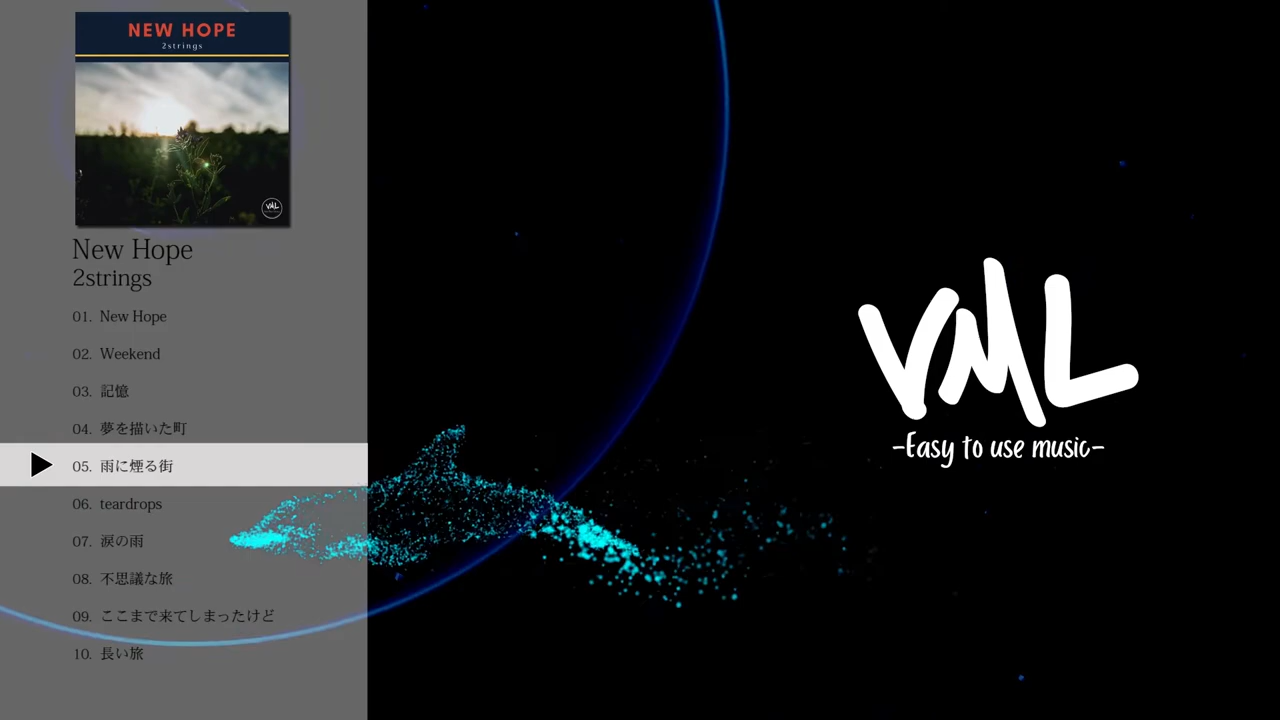 NEW HOPE
2strings
VML
New Hope
2strings
01. New Hope
02. Weekend
03. 記憶
04. 夢を描いた町
05. 雨に煙る街
06. teardrops
07. 涙の雨
08. 不思議な旅
09. ここまで来てしまったけど
10. 長い旅
VML
-Easy to use music-